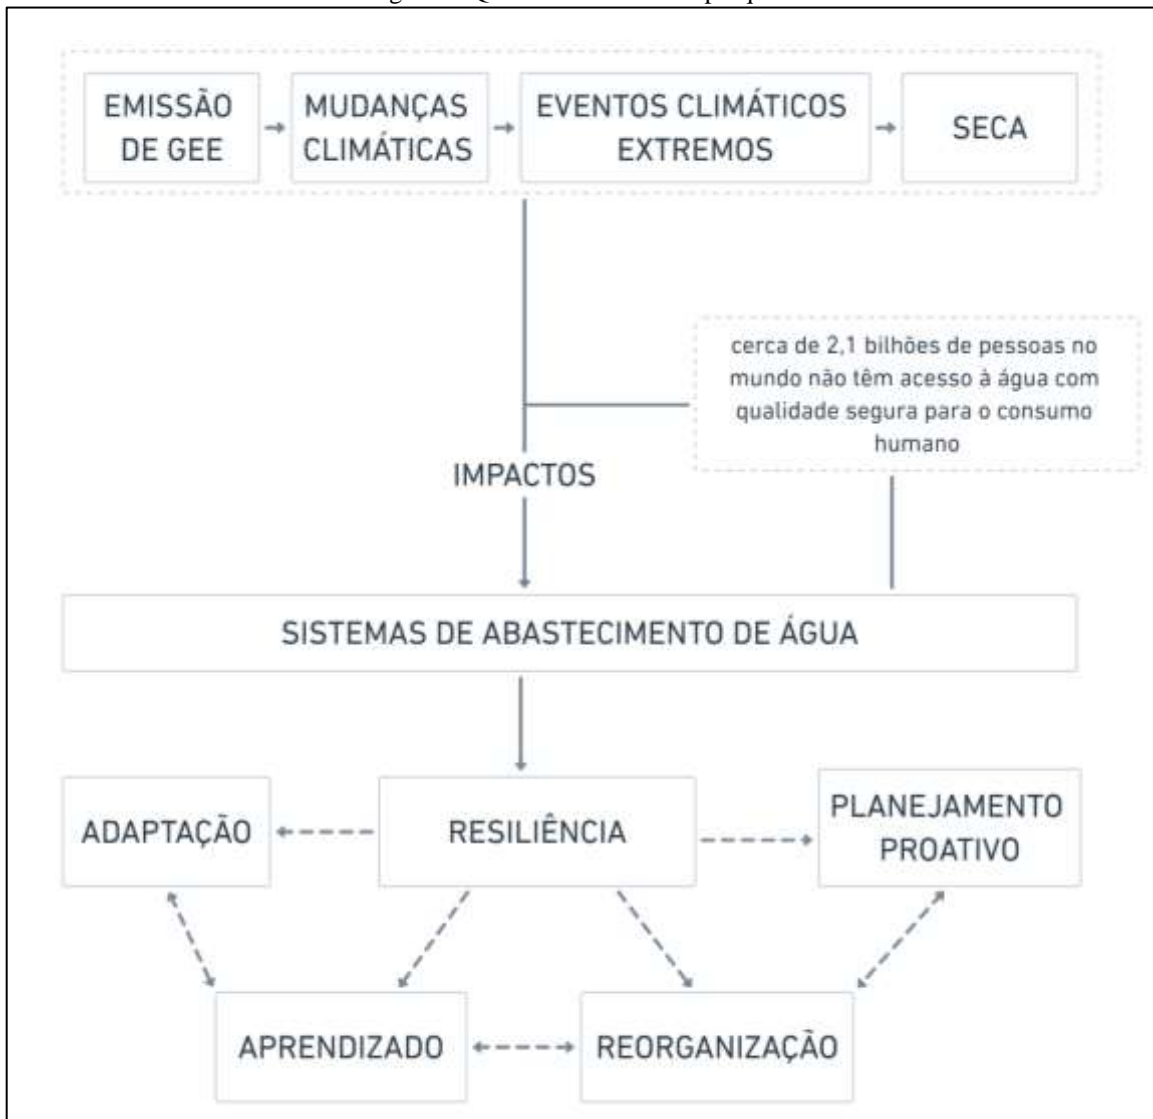 EMISSÃO
DE GEE
MUDANÇAS
CLIMÁTICAS
EVENTOS CLIMÁTICOS
EXTREMOS
SECA
cerca de 2,1 bilhões de pessoas no
mundo não têm acesso à água com
qualidade segura para o consumo
humano
IMPACTOS
SISTEMAS DE ABASTECIMENTO DE ÁGUA
ADAPTAÇÃO
RESILIÊNCIA
PLANEJAMENTO
PROATIVO
APRENDIZADO
REORGANIZAÇÃO